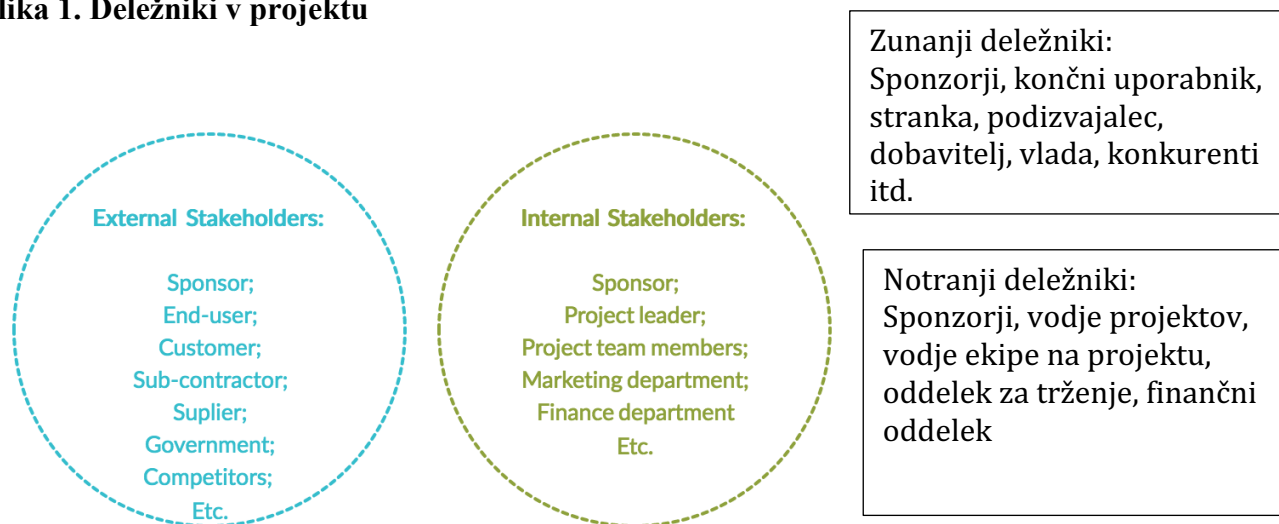 lika 1. Deležniki v projektu
External Stakeholders:
Sponsor;
End-user;
Customer;
Sub-contractor;
Suplier;
Government;
Competitors;
Etc.
Internal Stakeholders:
Sponsor;
Project leader;
Project team members;
Marketing department;
Finance department
Etc.
Zunanji deležniki:
Sponzorji, končni uporabnik,
stranka, podizvajalec,
dobavitelj, vlada, konkurenti
itd.
Notranji deležniki:
Sponzorji, vodje projektov,
vodje ekipe na projektu,
oddelek za trženje, finančni
oddelek